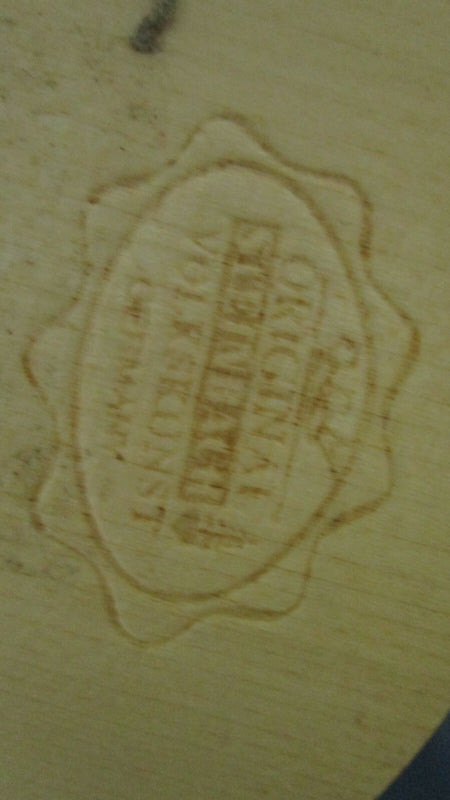 ORIGINAL
STEINBACH
VOLKSKUNST
GERMANY